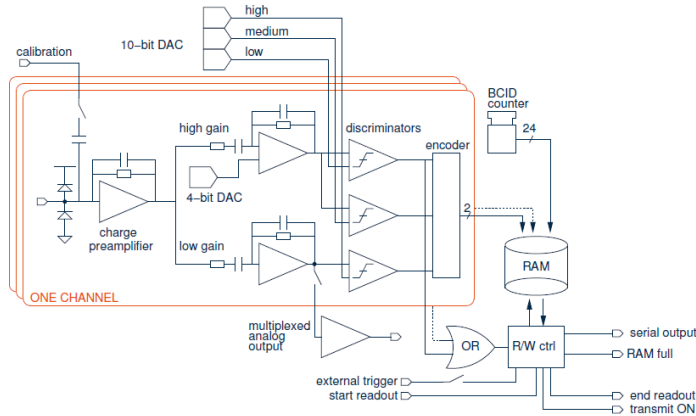 high
10−bit DAC
medium
low
calibration
BCID
counter
24
high gain
discriminators
encoder
4−bit DAC
2
charge
preamplifier
low gain
RAM
ONE CHANNEL
multiplexed
analog
output
OR
R/W ctrl
serial output
RAM full
external trigger
start readout
end readout
transmit ON